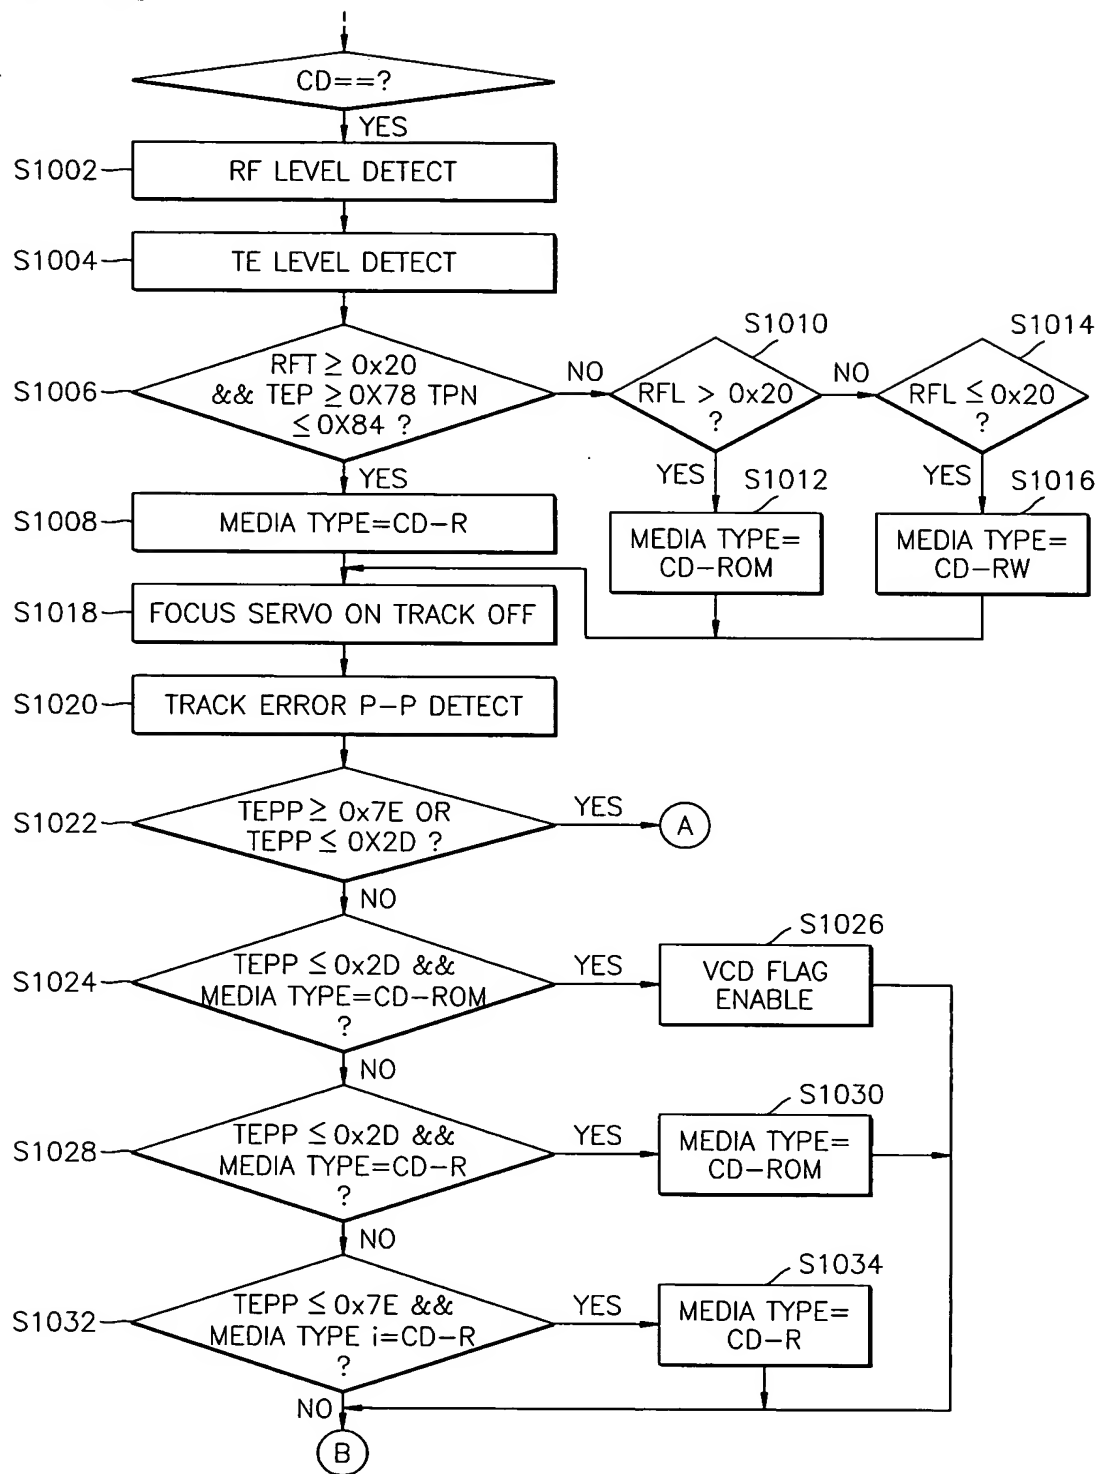 CD==?
YES
S1002
RF LEVEL DETECT
S1004
TE LEVEL DETECT
S1006
RFT ≥ 0x20
&& TEP ≥ 0X78 TPN
≤ 0X84 ?
NO
S1010
RFL > 0x20
?
NO
S1014
RFL ≤ 0x20
?
YES
YES
S1012
YES
S1016
S1008
MEDIA TYPE=CD-R
MEDIA TYPE=
CD-ROM
MEDIA TYPE=
CD-RW
S1018
FOCUS SERVO ON TRACK OFF
S1020
TRACK ERROR P-P DETECT
S1022
TEPP ≥ 0x7E OR
TEPP ≤ 0X2D ?
YES
A
NO
S1024
TEPP ≤ 0x2D &&
MEDIA TYPE=CD-ROM
?
YES
S1026
VCD FLAG
ENABLE
NO
S1028
TEPP ≤ 0x2D &&
MEDIA TYPE=CD-R
?
YES
S1030
MEDIA TYPE=
CD-ROM
NO
S1032
TEPP ≤ 0x7E &&
MEDIA TYPE i=CD-R
?
YES
S1034
MEDIA TYPE=
CD-R
NO
B